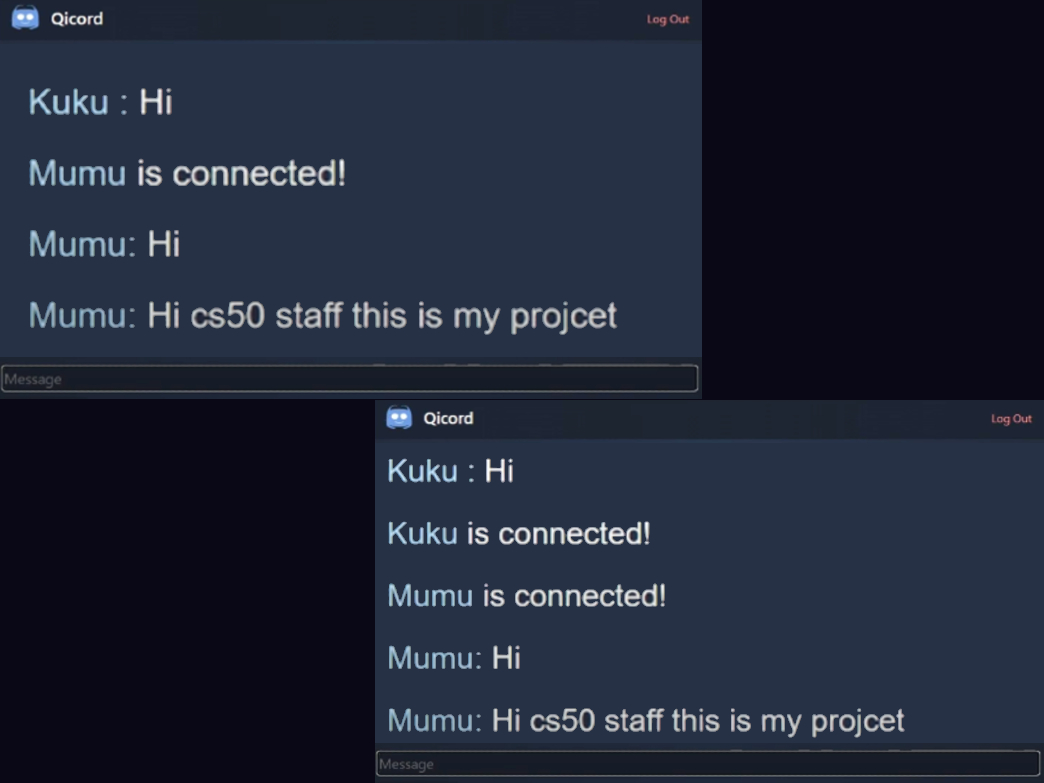 Qicord
Log Out
Kuku : Hi
Mumu is connected!
Mumu: Hi
Mumu: Hi cs50 staff this is my projcet
Message
Qicord
Log Out
Kuku : Hi
Kuku is connected!
Mumu is connected!
Mumu: Hi
Mumu: Hi cs50 staff this is my projcet
Message